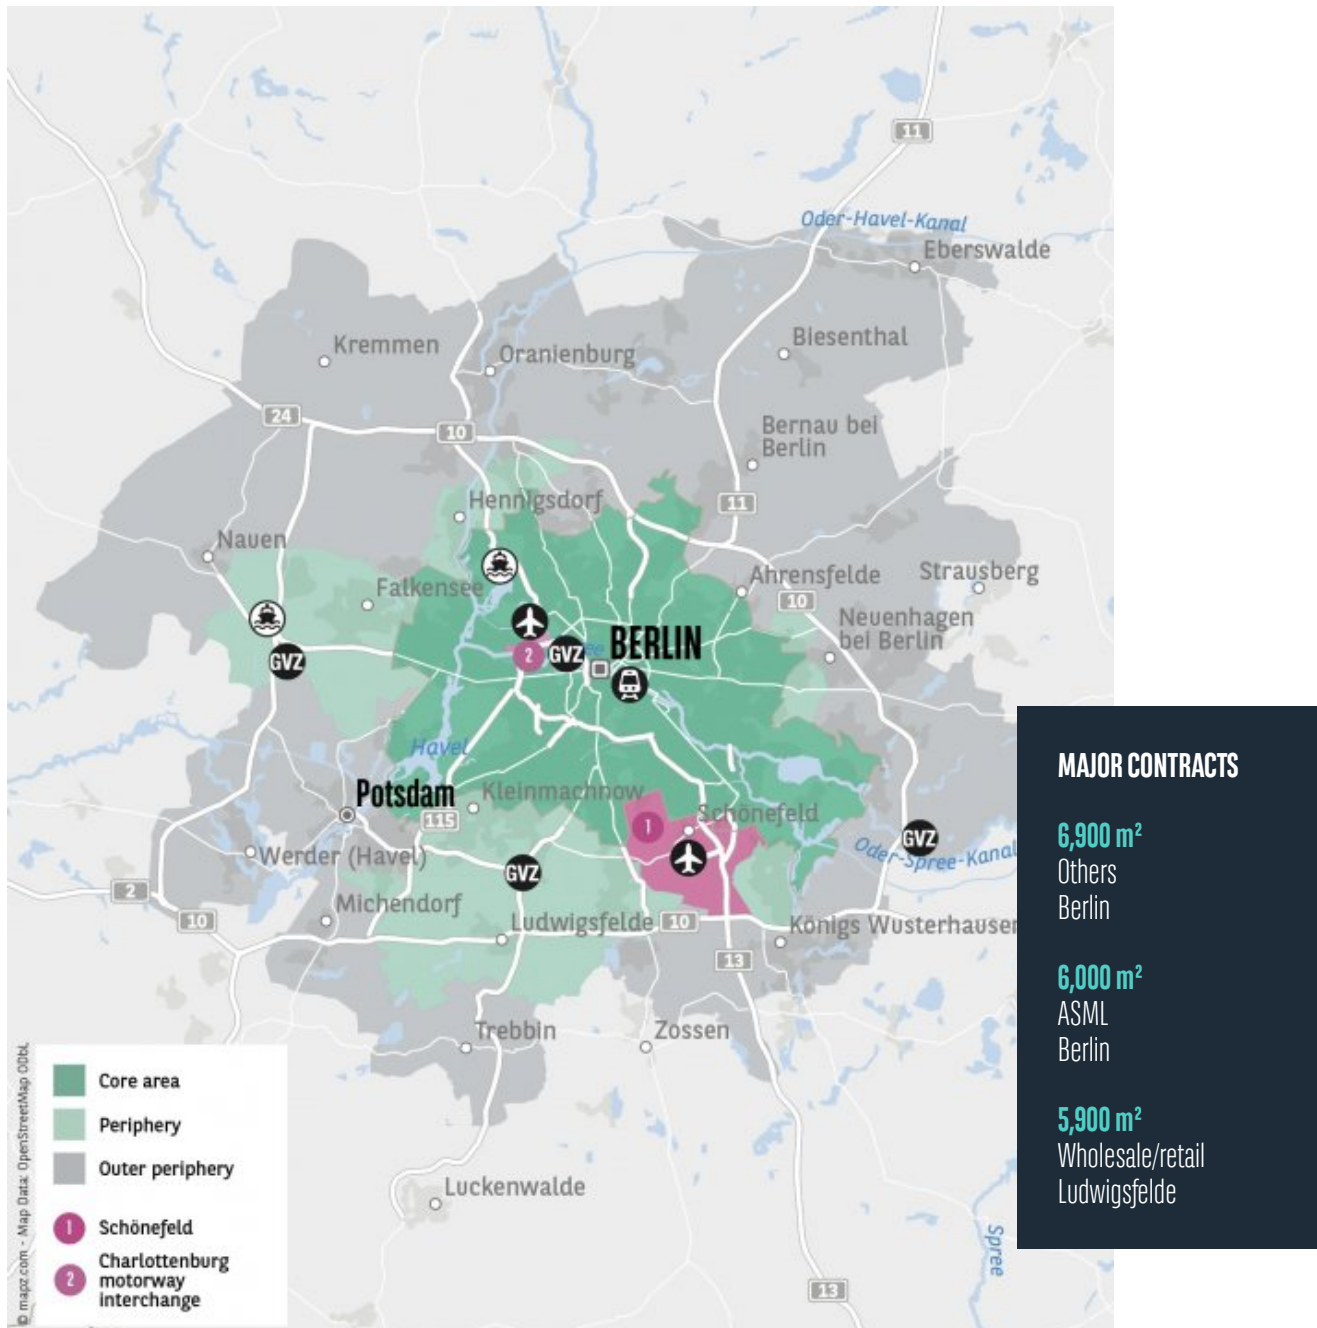 11
Oder-Havel-Kanal
Eberswalde
Kremmen
Oranienburg
Biesenthal
24
10
Bernau bei
Berlin
Hennigsdorf
11
Nauen
Falkensee
Ahrensfelde
Strausberg
10
Neuenhagen
bei Berlin
BERLIN
2
GVZ
GVZ
Havel
Potsdam
Kleinmachnow
115
1
Schönefeld
GVZ
Oder-Spree-Kanal
Werder (Havel)
GVZ
2
10
Michendorf
Ludwigsfelde
10
Königs Wusterhausen
13
Trebbin
Zossen
Luckenwalde
Spree
13
Core area
Periphery
Outer periphery
1 Schönefeld
2 Charlottenburg
motorway
interchange
© mapz.com - Map Data: OpenStreetMap ODbL
MAJOR CONTRACTS
6,900 m²
Others
Berlin
6,000 m²
ASML
Berlin
5,900 m²
Wholesale/retail
Ludwigsfelde